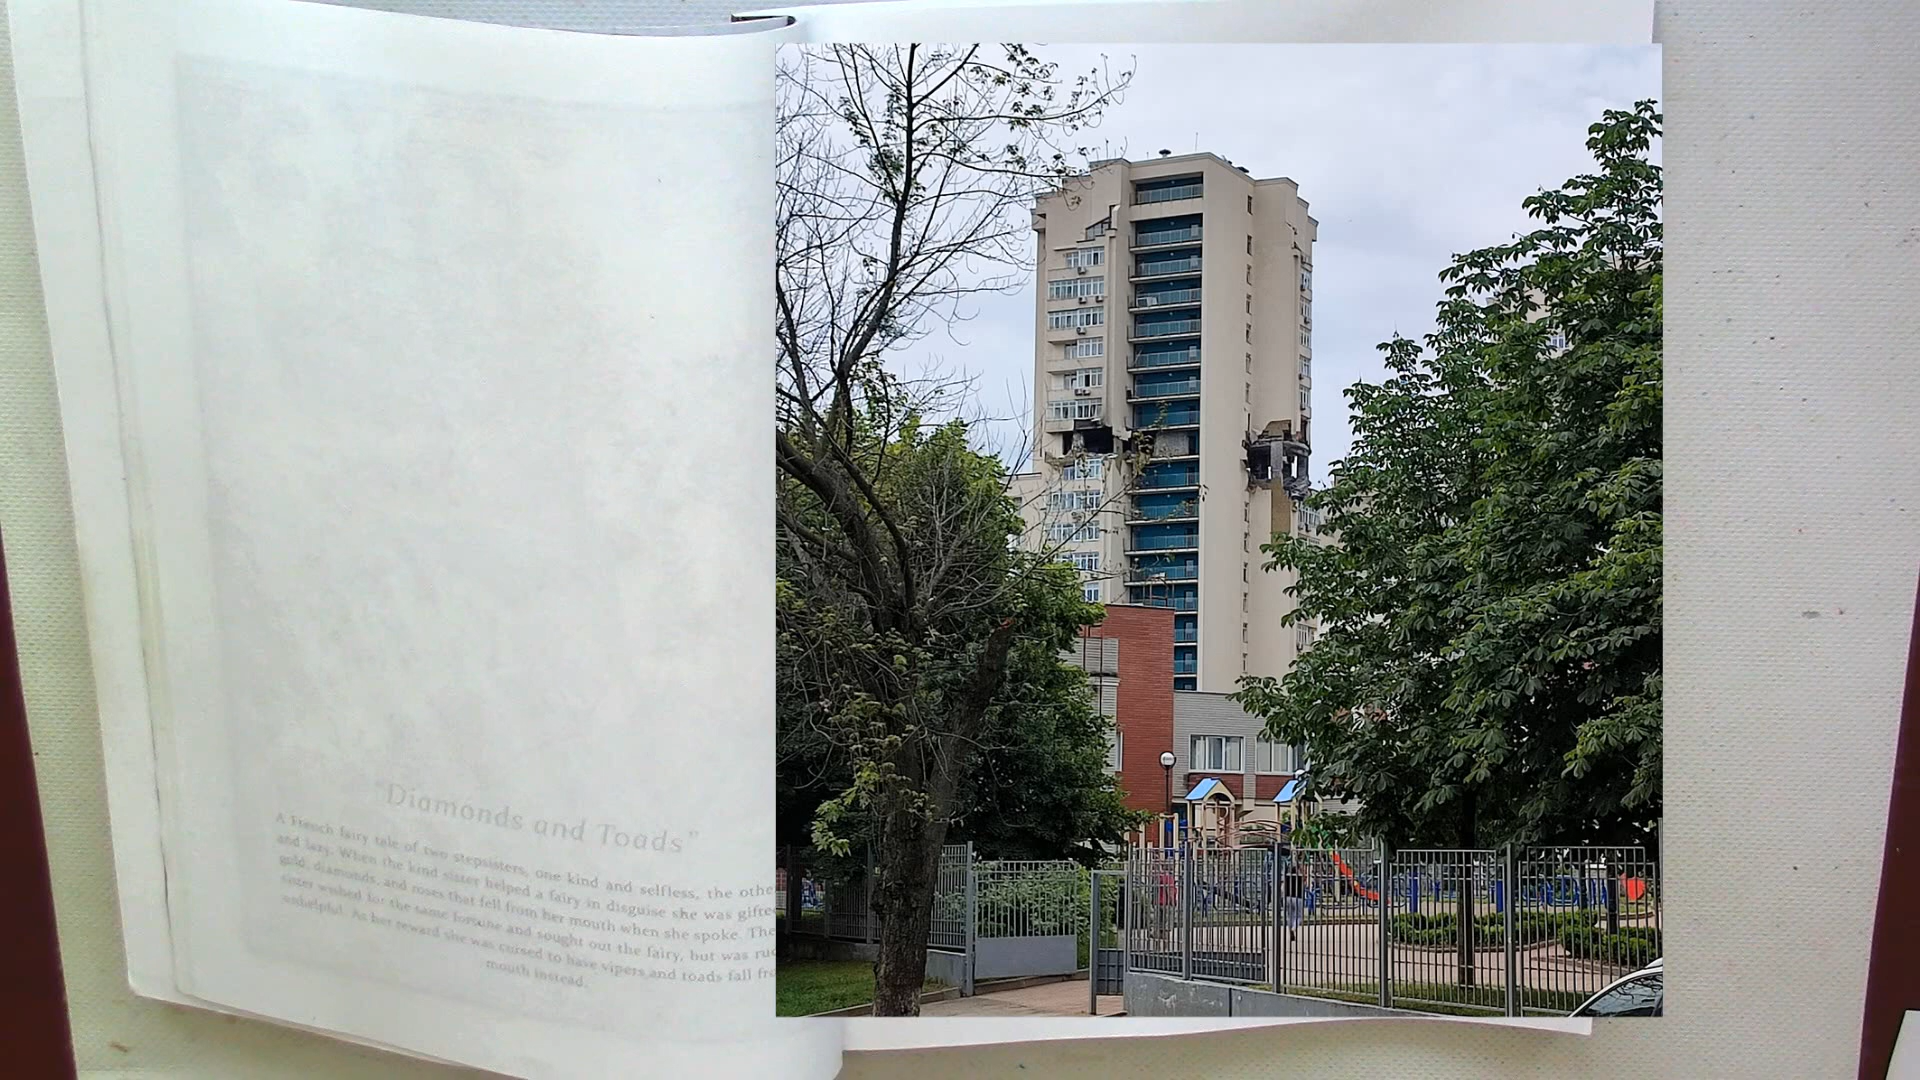 "Diamonds and Toads"
A French fairy tale of two stepsisters, one kind and selfless, the othe
and lazy. When the kind sister helped a fairy in disguise she was gifted
gold, diamonds, and roses that fell from her mouth when she spoke. The
sister wished for the same fortune and sought out the fairy, but was
unhelpful. As her reward she was cursed to have vipers and toads fall
mouth instead.